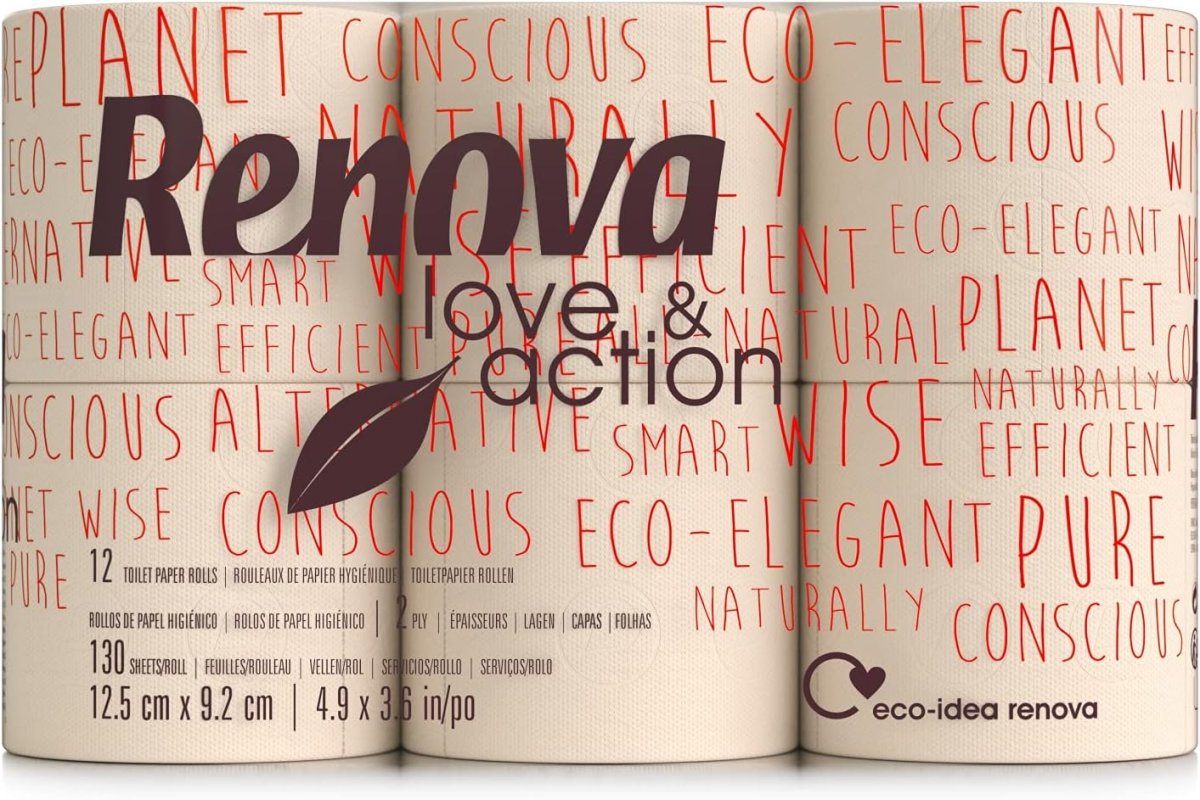 PLANET CONSCIOUS ECO-ELEGANT EFF
ECO-ELEGANT NATURALLY CONSCIOUS WI
Renova
ERNATIVE SMART WISE EFFICIENT ECO-ELEGANT
love &
action
ECO-ELEGANT EFFICIENT PURE NATURAL PLANET
CONSCIOUS ALTERNATIVE SMART WISE NATURALLY
EFFICIENT
NET WISE CONSCIOUS ECO-ELEGANT PURE
PURE
12 TOILET PAPER ROLLS | ROULEAUX DE PAPIER HYGIÉNIQUE TOILETPAPIER ROLLEN
NATURALLY CONSCIOUS
ROLLOS DE PAPEL HIGIÉNICO | ROLOS DE PAPEL HIGIÉNICO | 2 PLY | ÉPAISSEURS | LAGEN | CAPAS | FOLHAS
130 SHEETS/ROLL | FEUILLES/ROULEAU | VELLEN/ROL | SERVICIOS/ROLLO | SERVIÇOS/ROLO
12.5 cm x 9.2 cm | 4.9 x 3.6 in/po
eco-idea renova